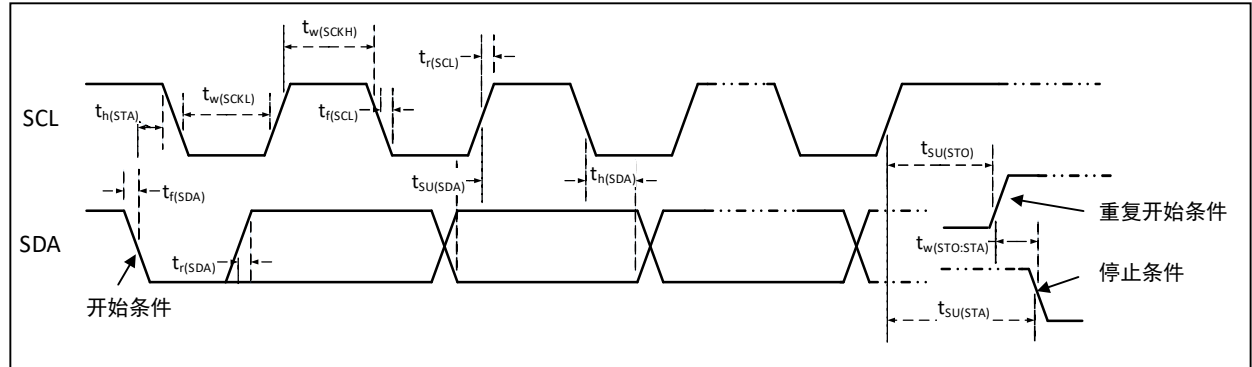 tw(SCKH)
tr(SCL)
SCL
th(STA)
tw(SCKL)
tf(SCL)
tSU(STO)
tf(SDA)
tSU(SDA)
th(SDA)
重复开始条件
SDA
tw(STO:STA)
tr(SDA)
停止条件
开始条件
tSU(STA)